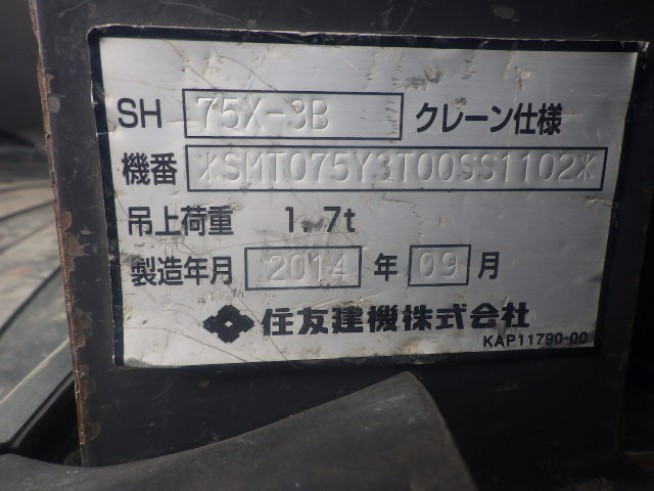 SH 75X-3B クレーン仕様
機番 *SMT075Y3T00SS1102*
吊上荷重 1.7t
製造年月 2014 年 09 月
住友建機株式会社
KAP11790-00